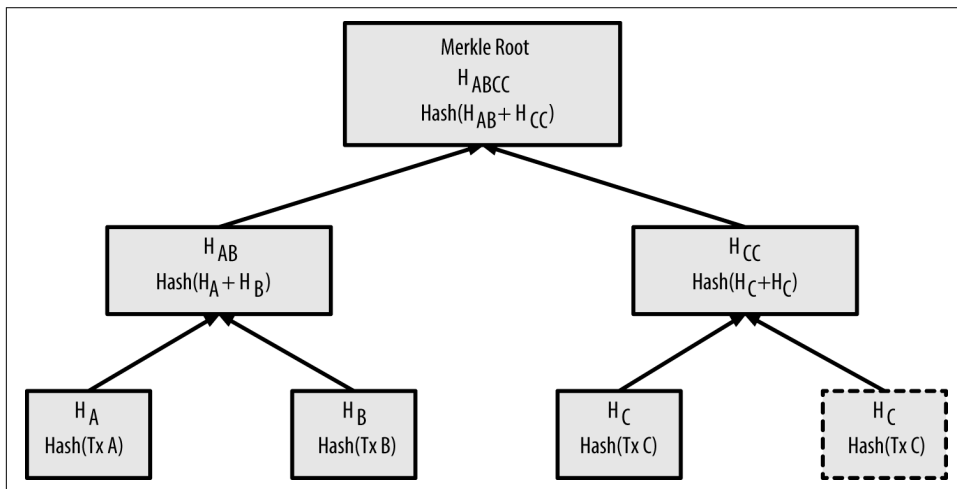 Merkle Root
H ABCC
Hash(H AB + H CC)
H AB
Hash(H A + H B)
H CC
Hash(H C+H C)
H A
Hash(Tx A)
H B
Hash(Tx B)
H C
Hash(Tx C)
H C
Hash(Tx C)